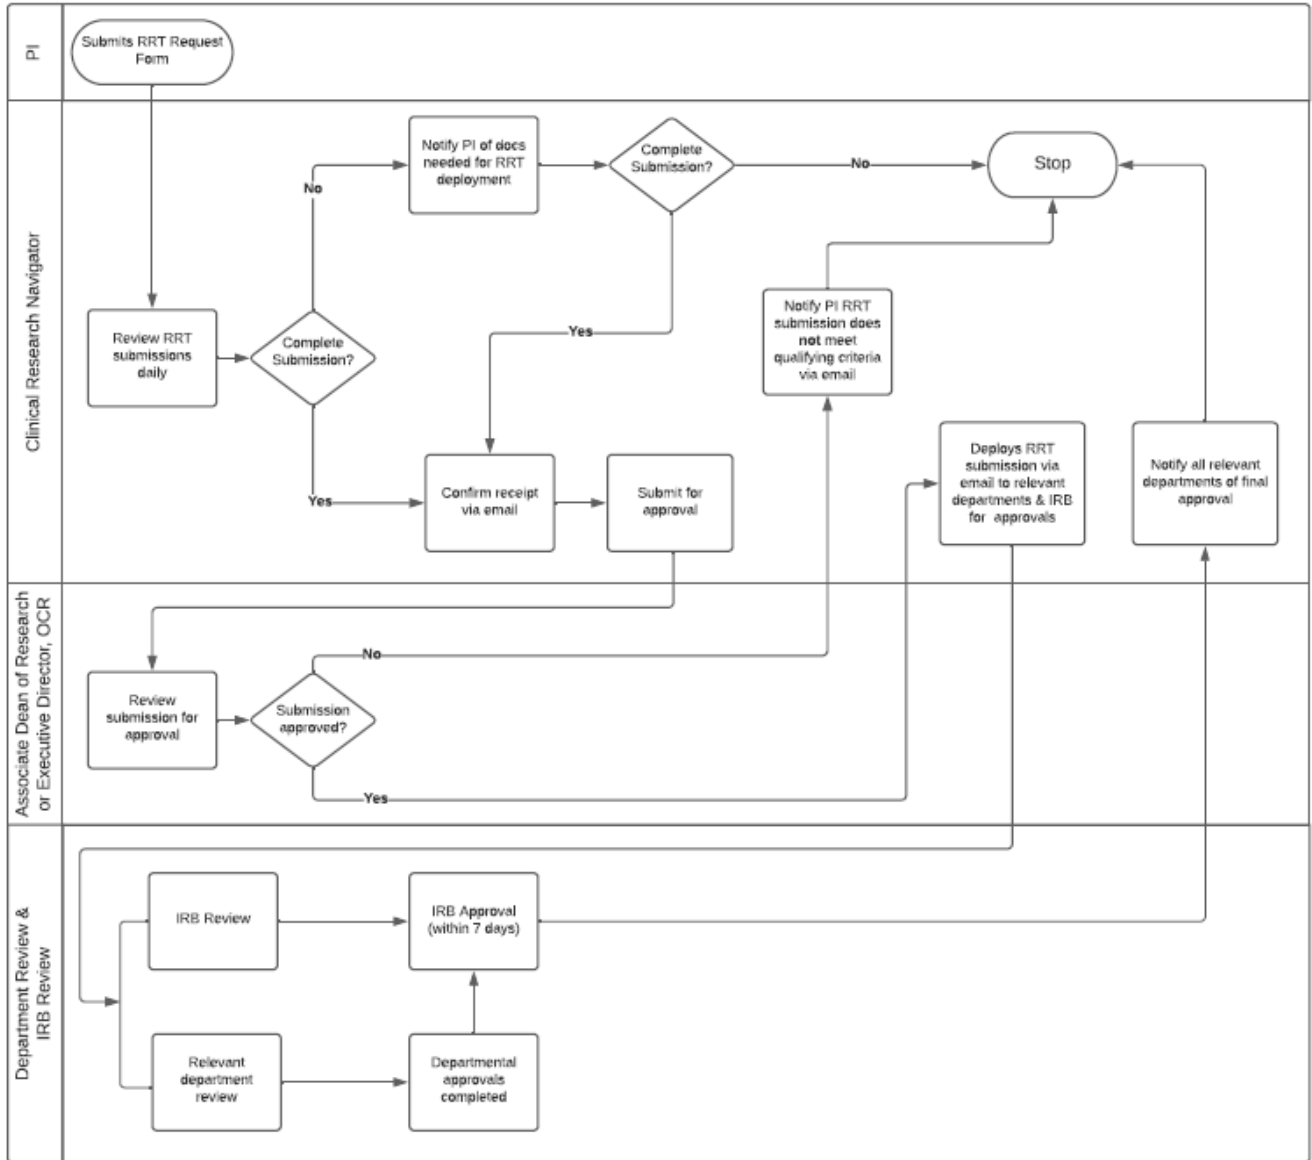 PI
Submits RRT Request
Form
Clinical Research Navigator
Notify PI of docs
needed for RRT
deployment
Complete
Submission?
No
Stop
No
Review RRT
submissions
daily
Complete
Submission?
Yes
Notify PI RRT
submission does
not meet
qualifying criteria
via email
Yes
Confirm receipt
via email
Submit for
approval
Deploys RRT
submission via
email to relevant
departments & IRB
for approvals
Notify all relevant
departments of final
approval
Associate Dean of Research
or Executive Director, OCR
Review
submission for
approval
Submission
approved?
No
Yes
Department Review &
IRB Review
IRB Review
IRB Approval
(within 7 days)
Relevant
department
review
Departmental
approvals
completed